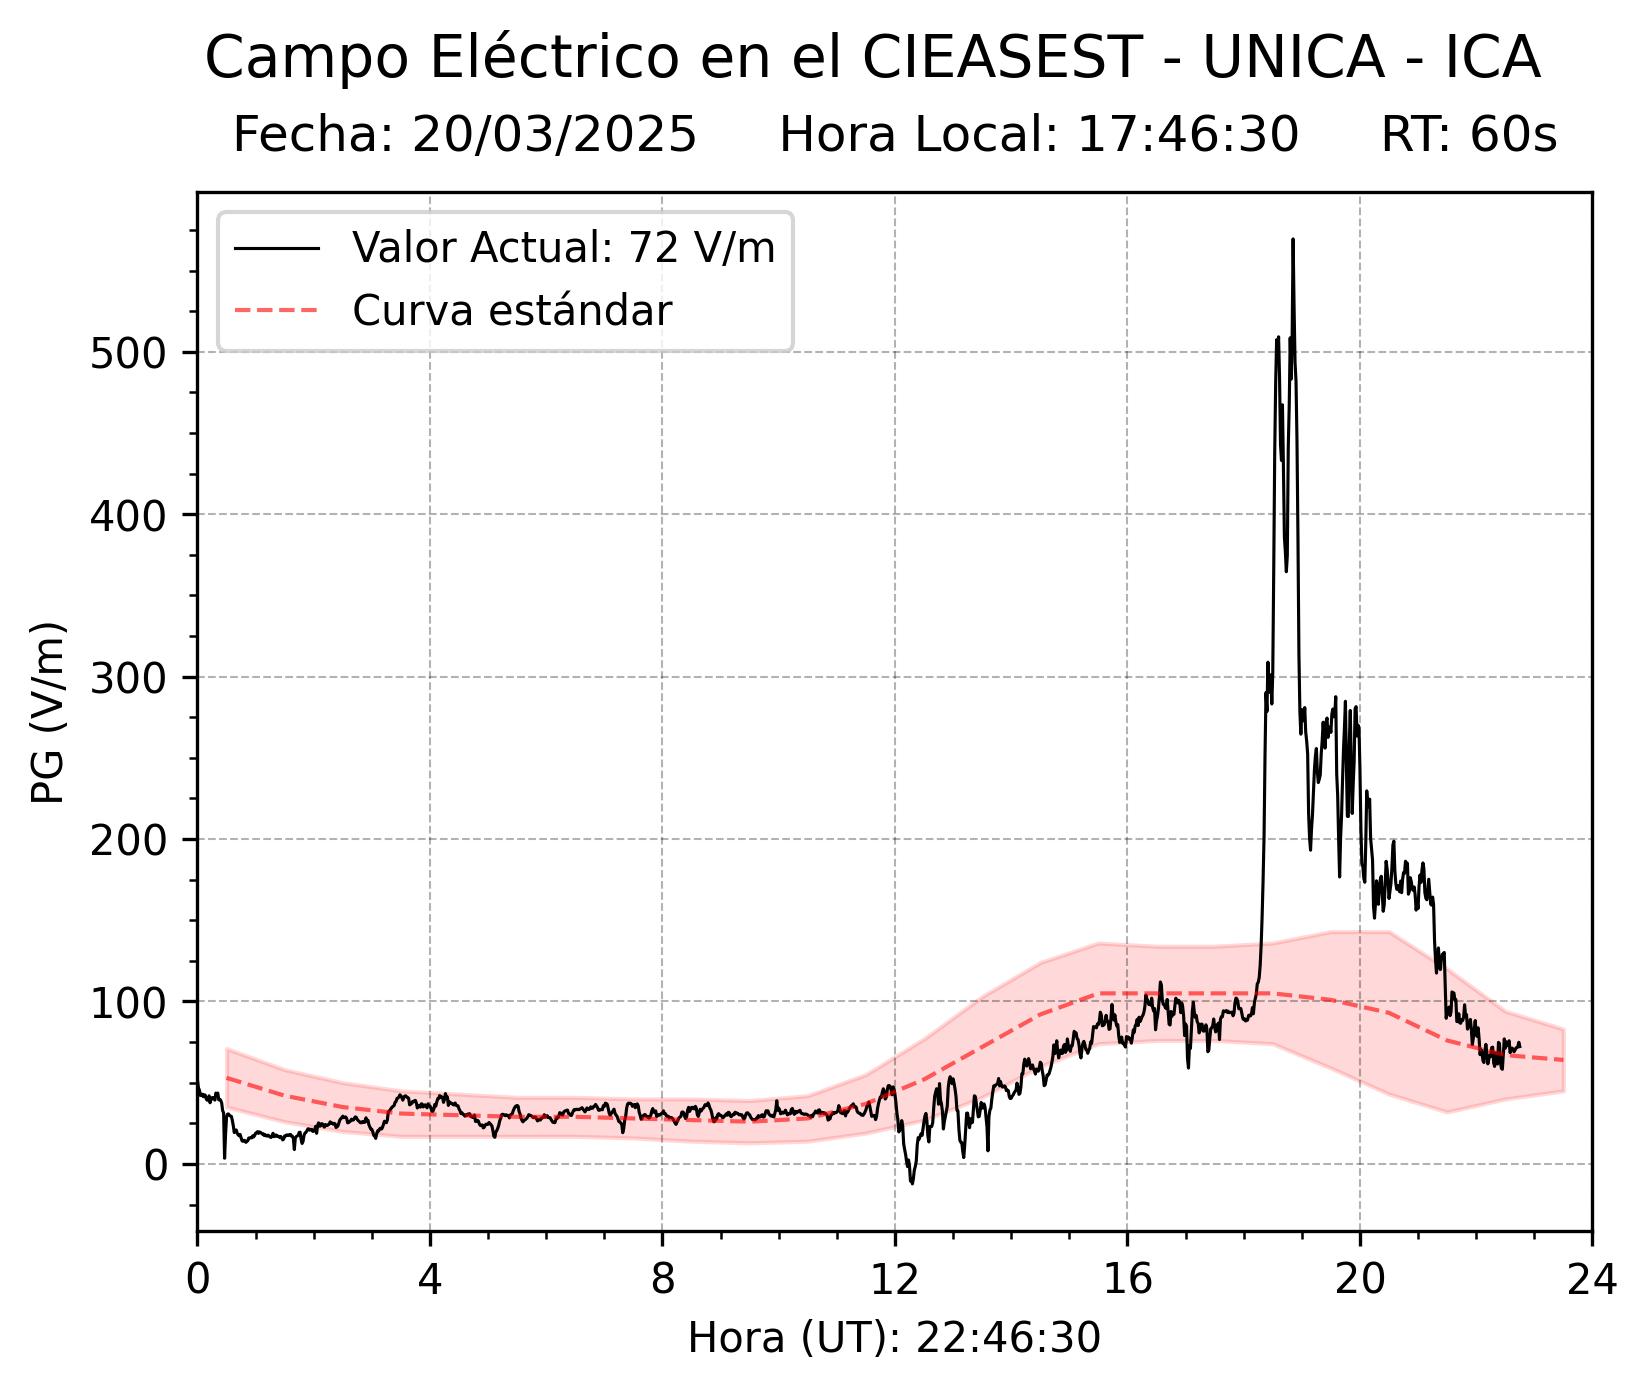 Campo Eléctrico en el CIEASEST - UNICA - ICA
Fecha: 20/03/2025 Hora Local: 17:46:30 RT: 60s
Valor Actual: 72 V/m
Curva estándar
PG (V/m)
500
400
300
200
100
0
0 4 8 12 16 20 24
Hora (UT): 22:46:30